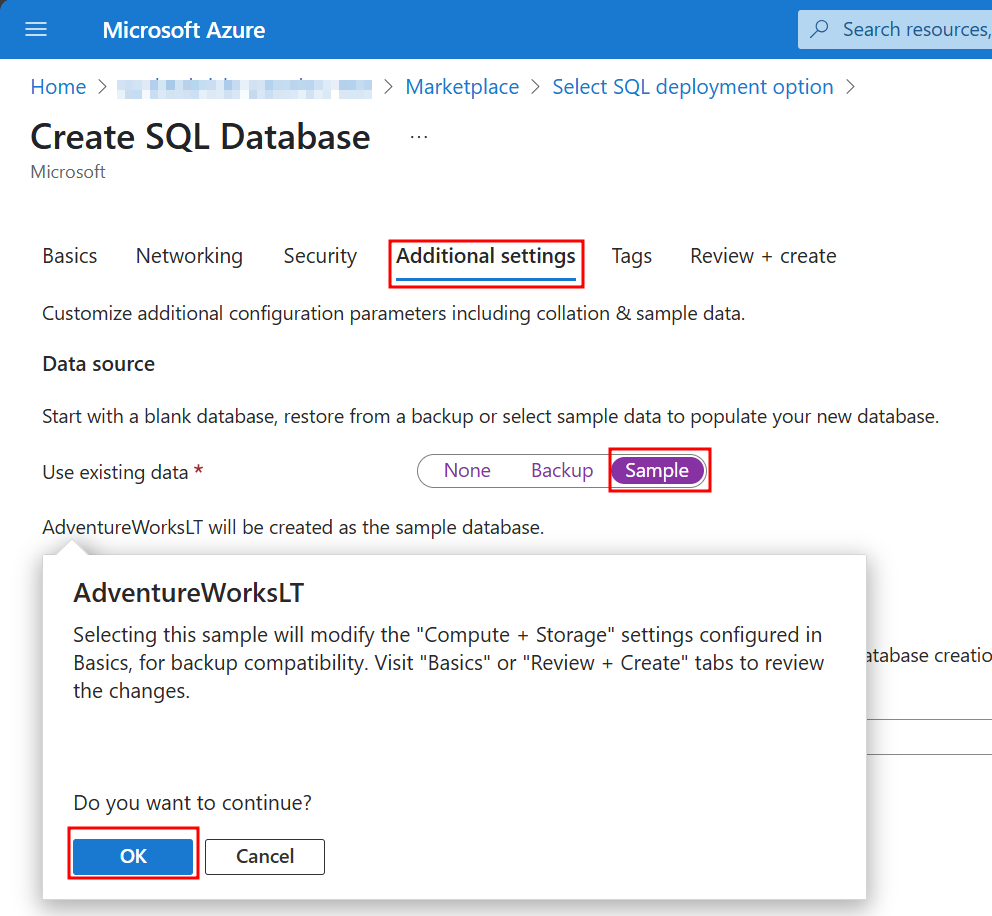 Microsoft Azure
Search resources,
Home > > Marketplace > Select SQL deployment option >
Create SQL Database ...
Microsoft
Basics Networking Security Additional settings Tags Review + create
Customize additional configuration parameters including collation & sample data.
Data source
Start with a blank database, restore from a backup or select sample data to populate your new database.
Use existing data * None Backup Sample
AdventureWorksLT will be created as the sample database.
AdventureWorksLT
Selecting this sample will modify the "Compute + Storage" settings configured in
Basics, for backup compatibility. Visit "Basics" or "Review + Create" tabs to review
the changes.
atabase creatio
Do you want to continue?
OK Cancel